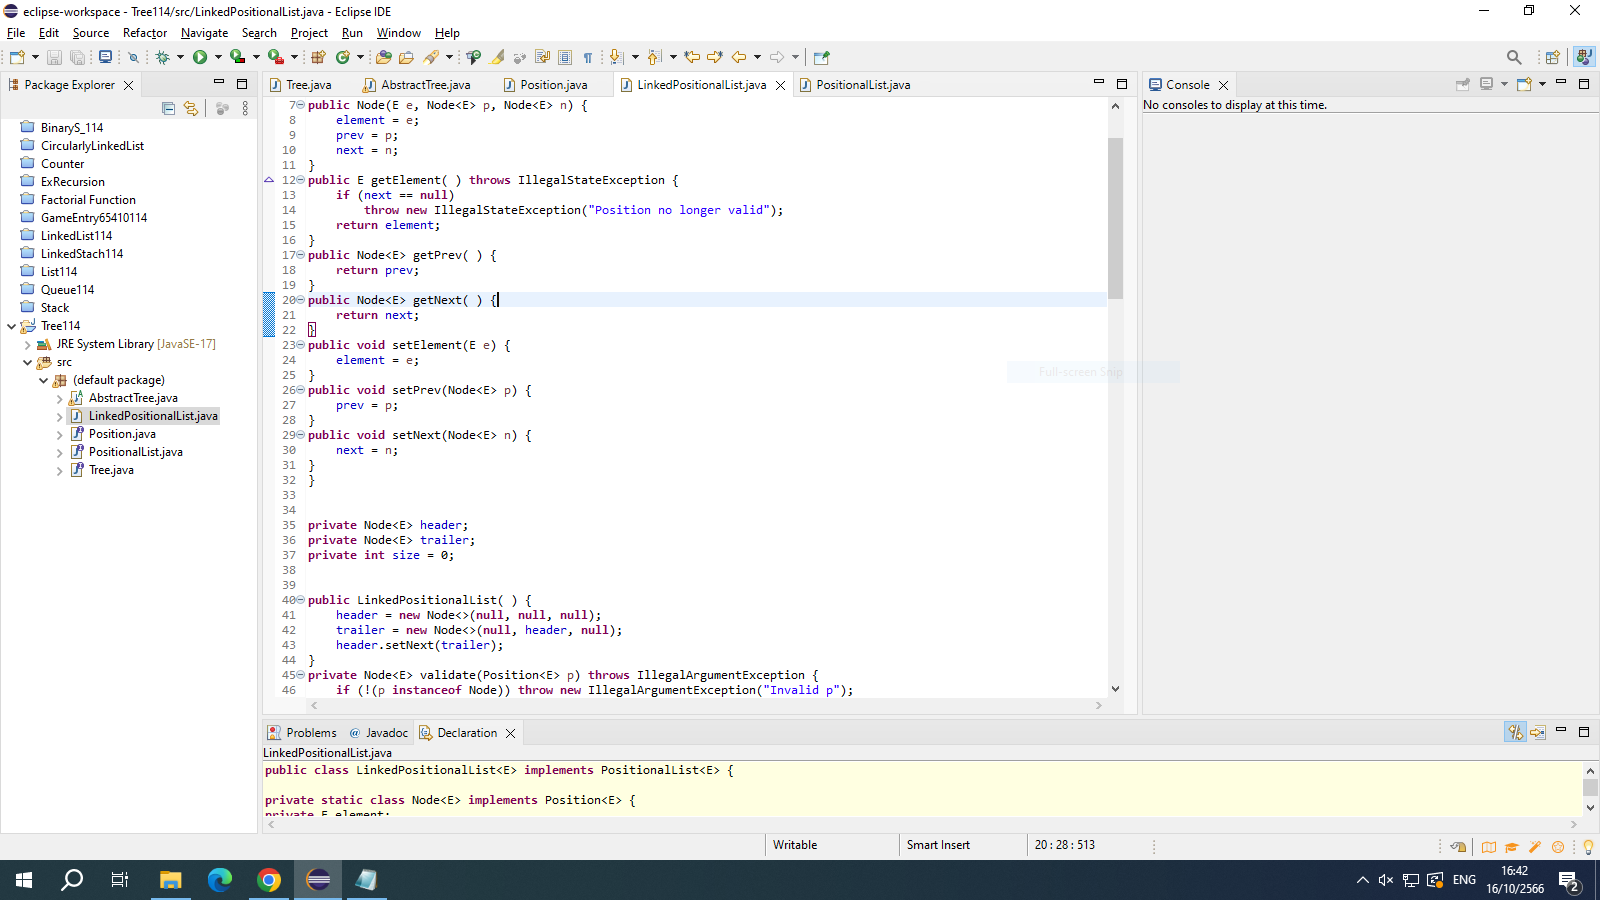 eclipse-workspace - Tree114/src/LinkedPositionalList.java - Eclipse IDE
File Edit Source Refactor Navigate Search Project Run Window Help
Package Explorer
BinaryS_114
CircularlyLinkedList
Counter
ExRecursion
Factorial Function
GameEntry65410114
LinkedList114
LinkedStach114
List114
Queue114
Stack
Tree114
JRE System Library [JavaSE-17]
src
(default package)
AbstractTree.java
LinkedPositionalList.java
Position.java
PositionalList.java
Tree.java
Tree.java AbstractTree.java Position.java LinkedPositionalList.java PositionalList.java
7 public Node(E e, Node<E> p, Node<E> n) {
8 element = e;
9 prev = p;
10 next = n;
11 }
12 public E getElement( ) throws IllegalStateException {
13 if (next == null)
14 throw new IllegalStateException("Position no longer valid");
15 return element;
16 }
17 public Node<E> getPrev( ) {
18 return prev;
19 }
20 public Node<E> getNext( ) {
21 return next;
22 }
23 public void setElement(E e) {
24 element = e;
25 }
26 public void setPrev(Node<E> p) {
27 prev = p;
28 }
29 public void setNext(Node<E> n) {
30 next = n;
31 }
32 }
33
34
35 private Node<E> header;
36 private Node<E> trailer;
37 private int size = 0;
38
39
40 public LinkedPositionalList( ) {
41 header = new Node<>(null, null, null);
42 trailer = new Node<>(null, header, null);
43 header.setNext(trailer);
44 }
45 private Node<E> validate(Position<E> p) throws IllegalArgumentException {
46 if (!(p instanceof Node)) throw new IllegalArgumentException("Invalid p");
Full-screen Snip
Console
No consoles to display at this time.
Problems @ Javadoc Declaration
LinkedPositionalList.java
public class LinkedPositionalList<E> implements PositionalList<E> {
private static class Node<E> implements Position<E> {
private E element;
Writable Smart Insert 20 : 28 : 513
ENG
16:42
16/10/2566
2